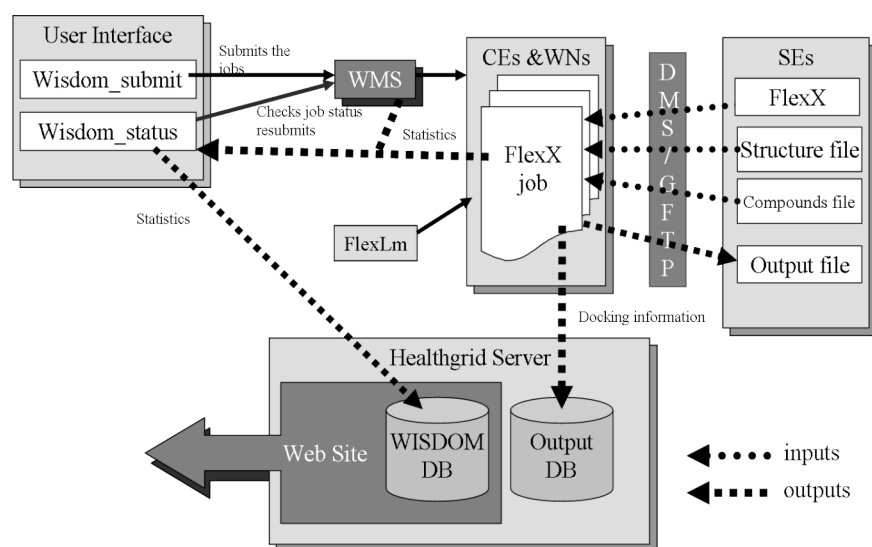 User Interface
Wisdom_submit
Wisdom_status
Submits the
jobs
WMS
Checks job status
resubmits
Statistics
CEs &WNs
FlexX
job
FlexLm
D
M
S
/
G
F
T
P
SEs
FlexX
Structure file
Compounds file
Output file
Statistics
Docking information
Healthgrid Server
Web Site
WISDOM
DB
Output
DB
inputs
outputs